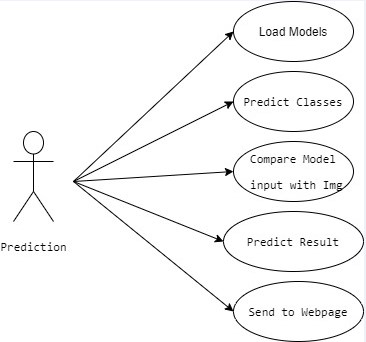 Load Models
Predict Classes
Compare Model
input with Img
Prediction
Predict Result
Send to Webpage